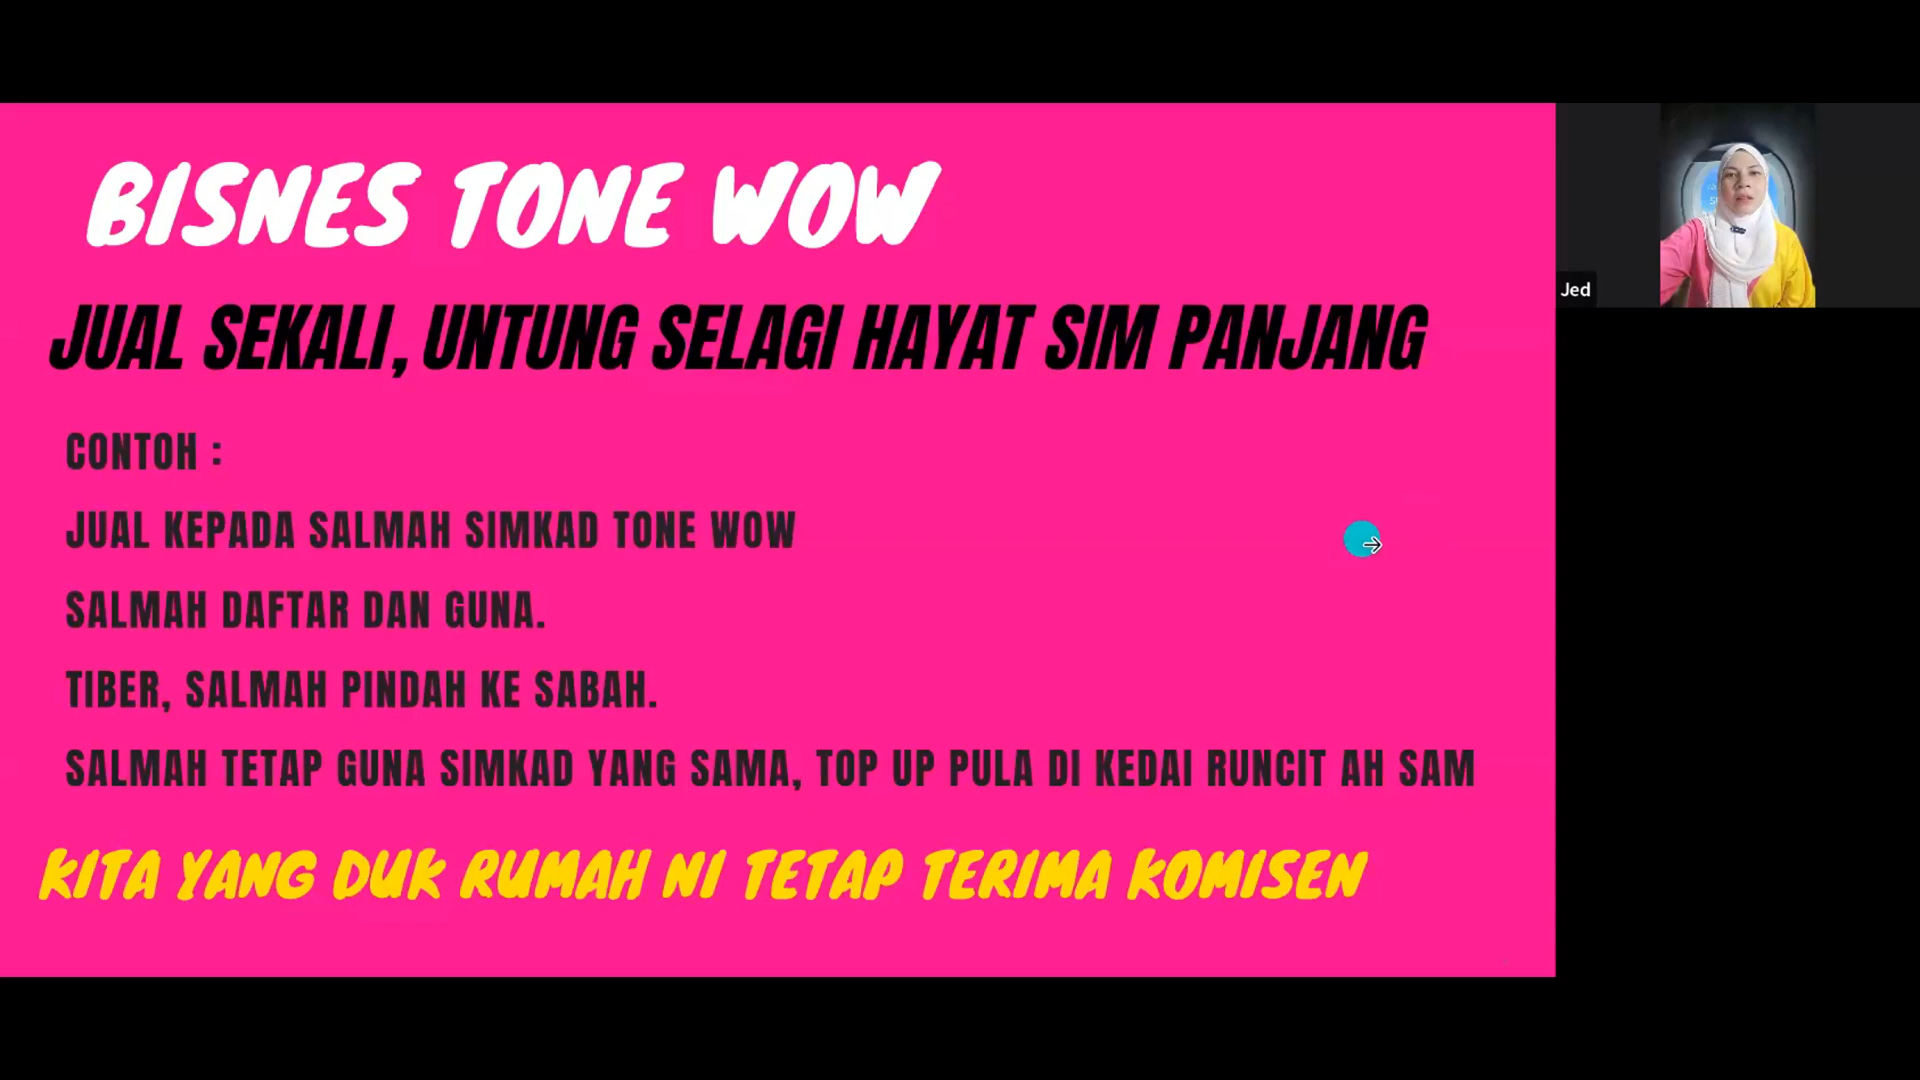 BISNES TONE WOW
JUAL SEKALI, UNTUNG SELAGI HAYAT SIM PANJANG
CONTOH :
JUAL KEPADA SALMAH SIMKAD TONE WOW
SALMAH DAFTAR DAN GUNA.
TIBER, SALMAH PINDAH KE SABAH.
SALMAH TETAP GUNA SIMKAD YANG SAMA, TOP UP PULA DI KEDAI RUNCIT AH SAM
KITA YANG DUK RUMAH NI TETAP TERIMA KOMISEN
Jed